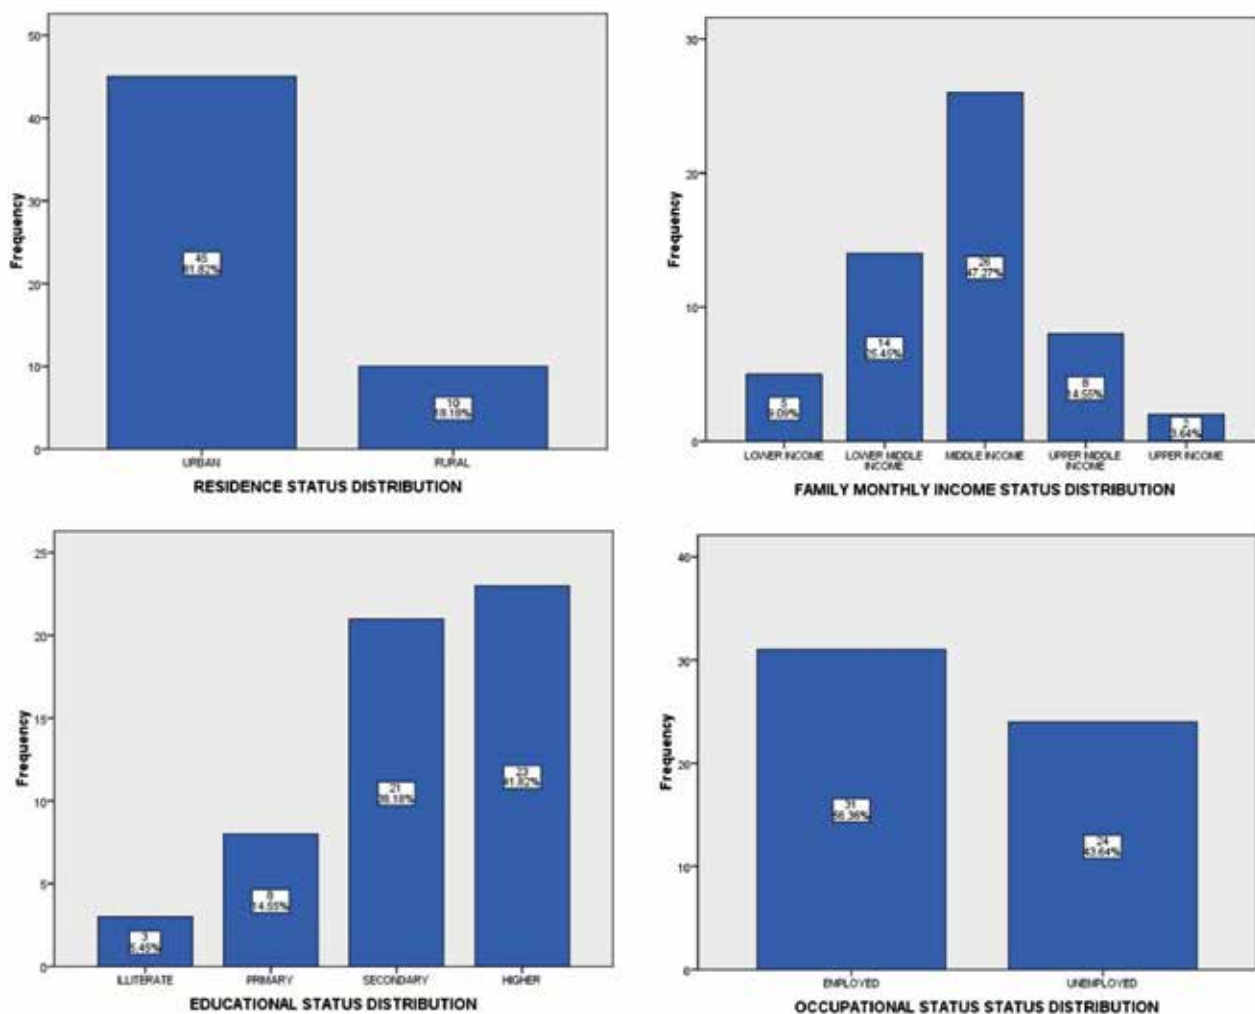 50
40
30
20
10
0
Frequency
45
81.82%
10
18.18%
URBAN
RURAL
RESIDENCE STATUS DISTRIBUTION
30
20
10
0
Frequency
5
9.09%
14
25.45%
26
47.27%
8
14.55%
2
3.64%
LOWER INCOME
LOWER MIDDLE
INCOME
MIDDLE INCOME
UPPER MIDDLE
INCOME
UPPER INCOME
FAMILY MONTHLY INCOME STATUS DISTRIBUTION
25
20
15
10
5
0
Frequency
3
5.45%
8
14.55%
21
38.18%
23
41.82%
ILLITERATE
PRIMARY
SECONDARY
HIGHER
EDUCATIONAL STATUS DISTRIBUTION
40
30
20
10
0
Frequency
31
56.36%
24
43.64%
EMPLOYED
UNEMPLOYED
OCCUPATIONAL STATUS STATUS DISTRIBUTION